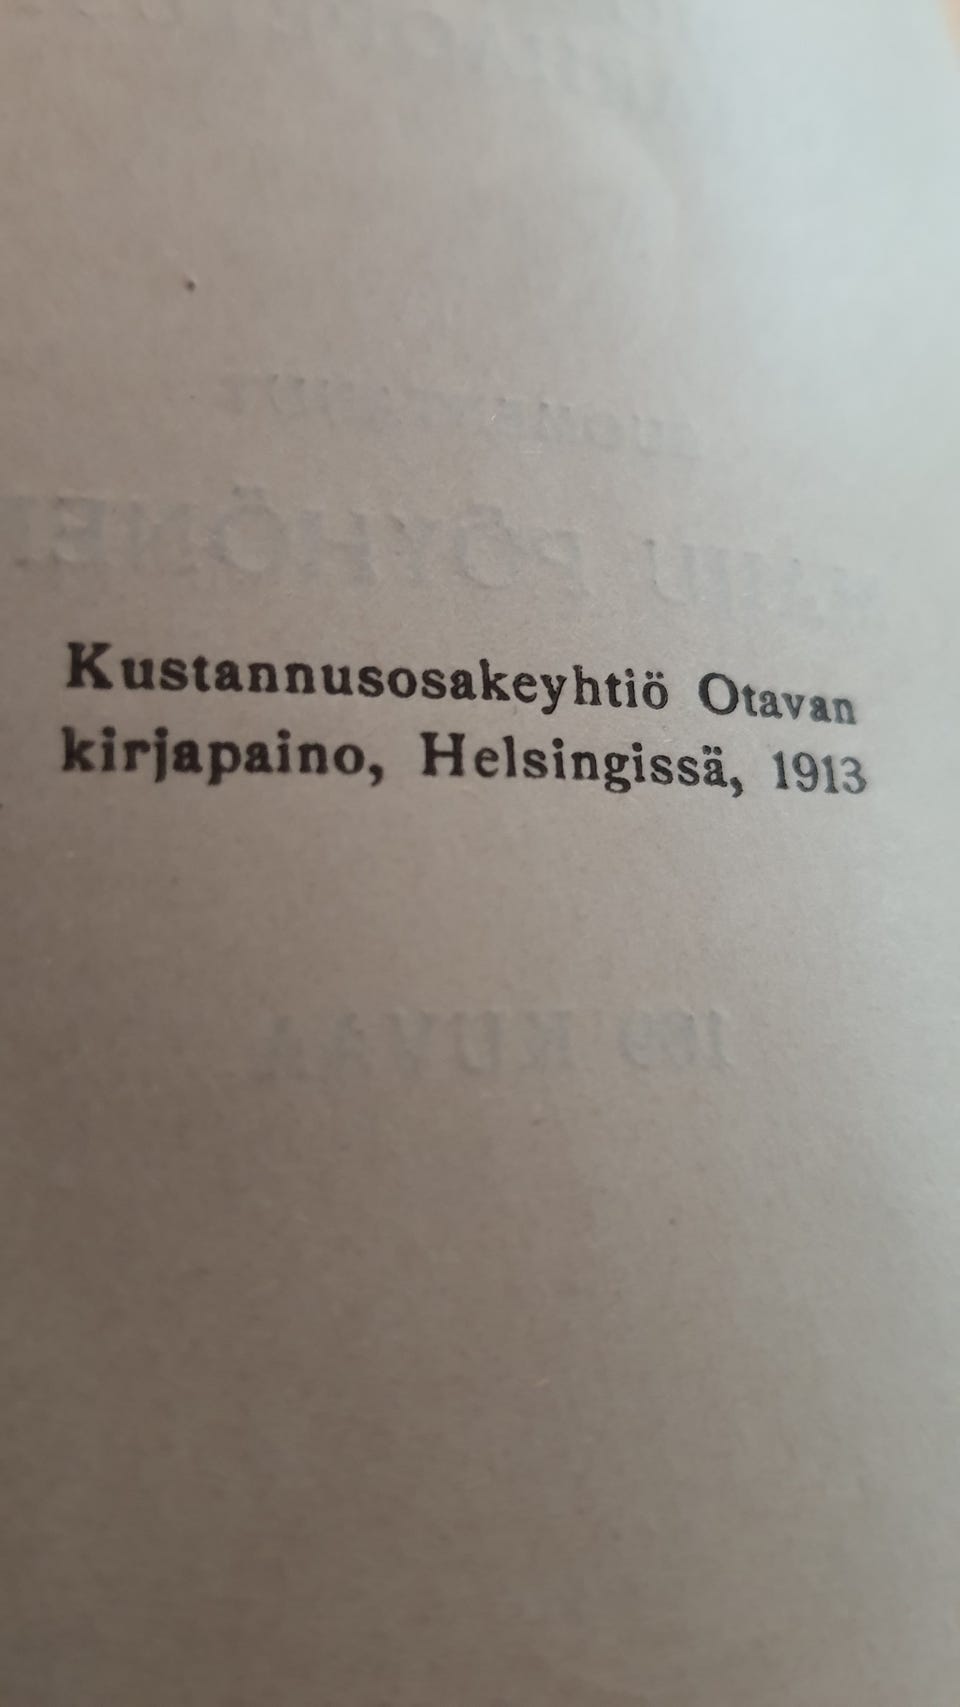 Kustannusosakeyhtiö Otavan
kirjapaino, Helsingissä, 1913